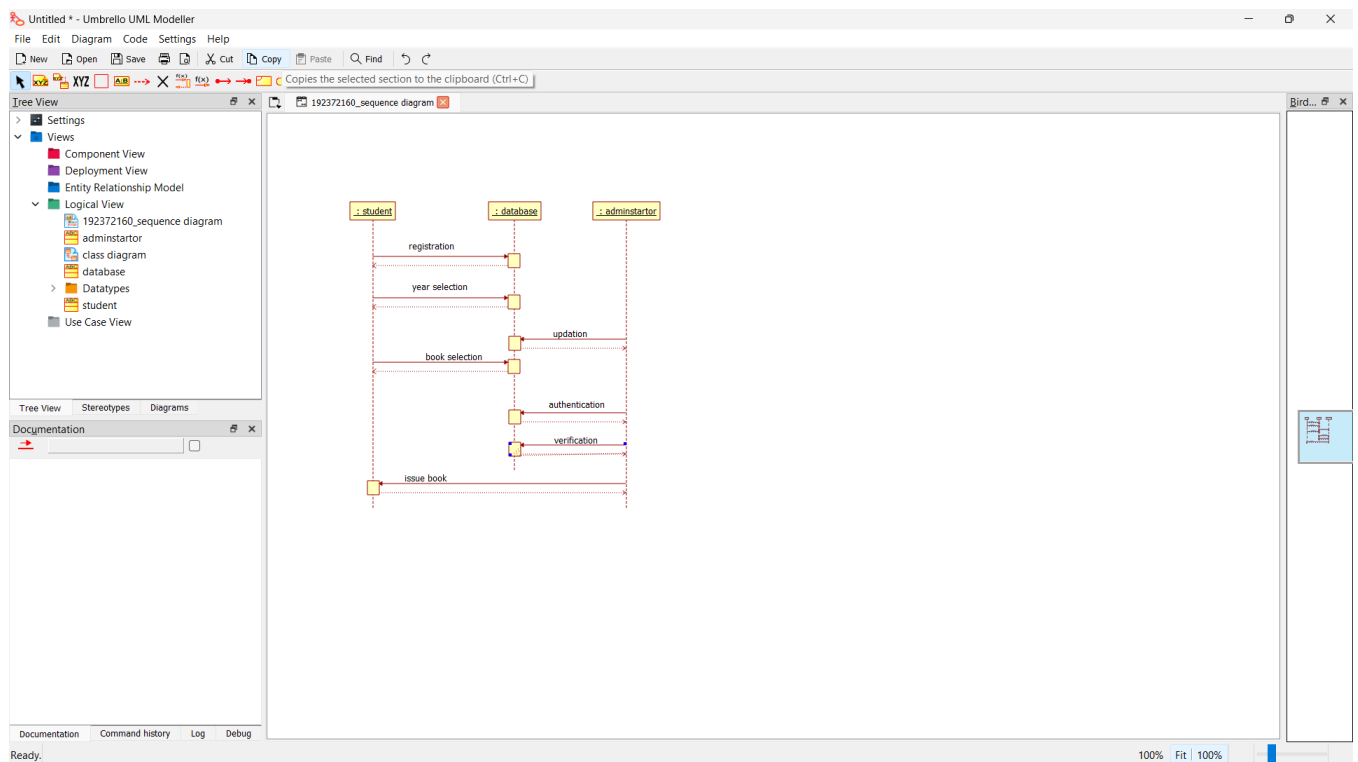 Untitled * - Umbrello UML Modeller
File Edit Diagram Code Settings Help
New Open Save Cut Copy Paste Find
XYZ XYZ A:B f(x) f(x) Copies the selected section to the clipboard (Ctrl+C)
Tree View
192372160_sequence diagram
Bird...
Settings
Views
Component View
Deployment View
Entity Relationship Model
Logical View
192372160_sequence diagram
adminstartor
class diagram
database
Datatypes
student
Use Case View
Tree View Stereotypes Diagrams
Documentation
Documentation Command history Log Debug
: student : database : adminstartor
registration
year selection
updation
book selection
authentication
verification
issue book
Ready.
100% Fit 100%